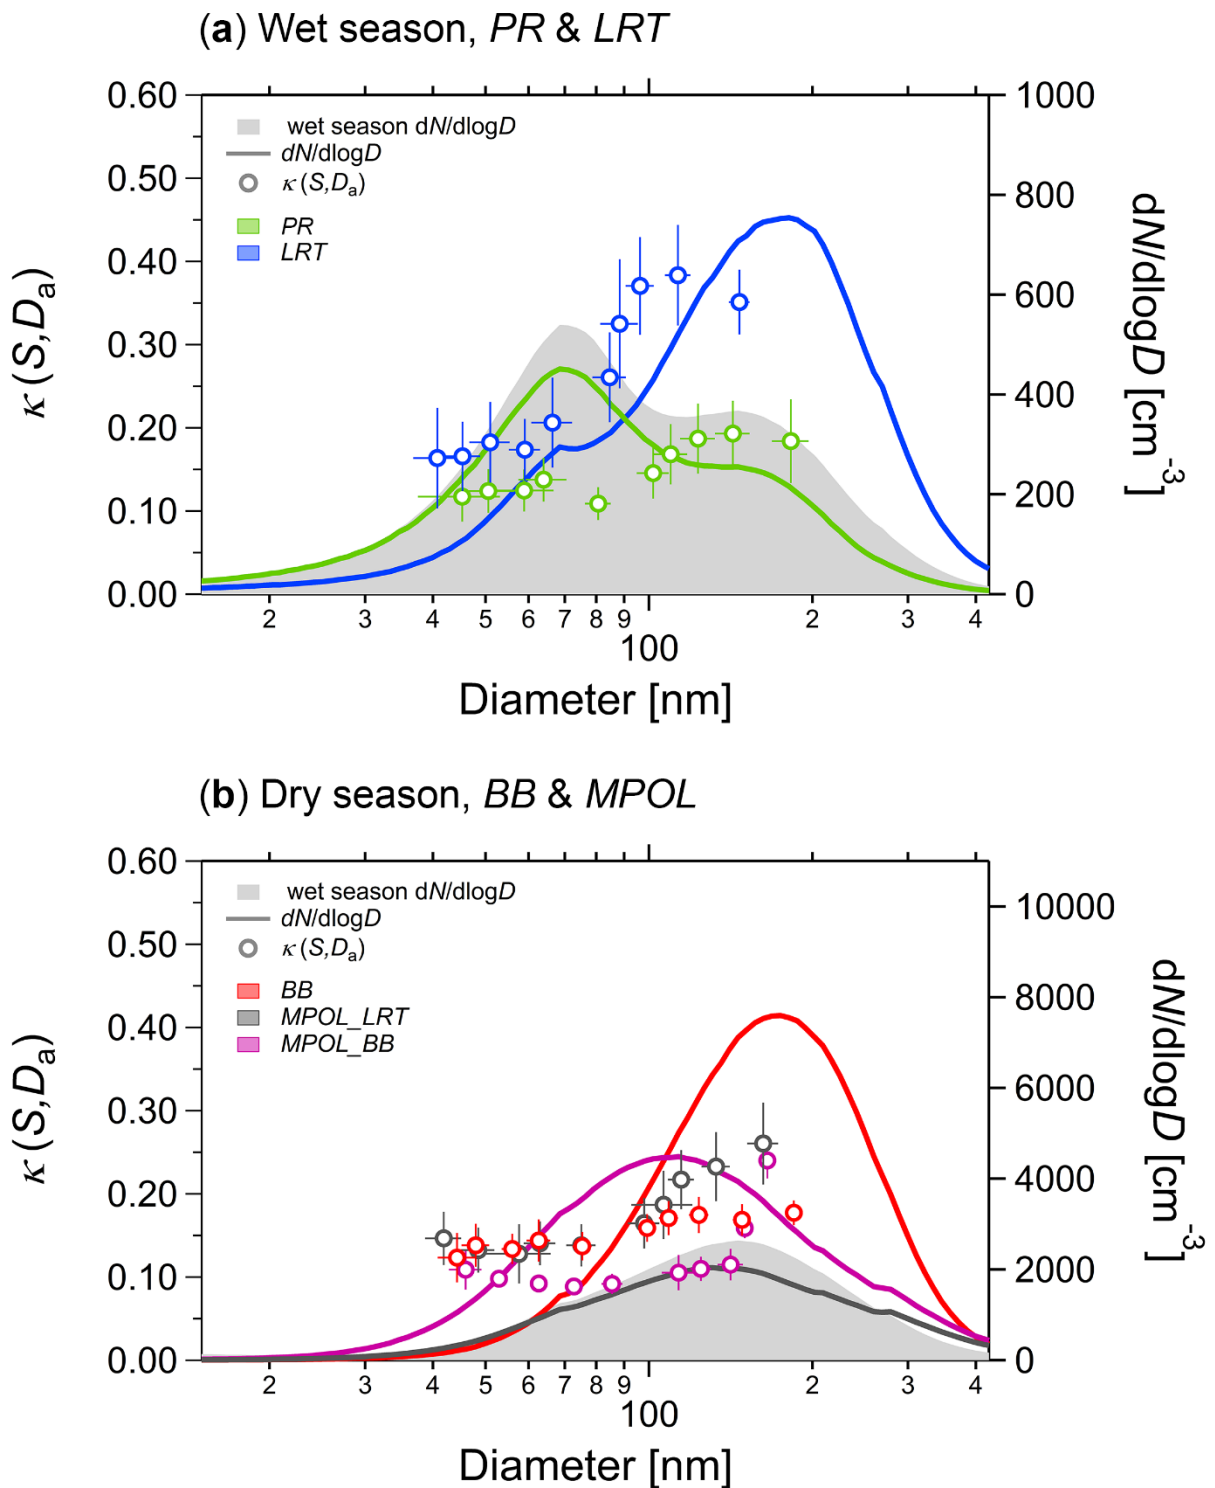 (a) Wet season, PR & LRT
0.60
0.50
0.40
0.30
0.20
0.10
0.00
κ (S,Da)
wet season dN/dlogD
dN/dlogD
κ (S,Da)
PR
LRT
1000
800
600
400
200
0
dN/dlogD [cm-3]
2 3 4 5 6 7 8 9 2 3 4
100
Diameter [nm]
(b) Dry season, BB & MPOL
0.60
0.50
0.40
0.30
0.20
0.10
0.00
κ (S,Da)
wet season dN/dlogD
dN/dlogD
κ (S,Da)
BB
MPOL_LRT
MPOL_BB
10000
8000
6000
4000
2000
0
dN/dlogD [cm-3]
2 3 4 5 6 7 8 9 2 3 4
100
Diameter [nm]